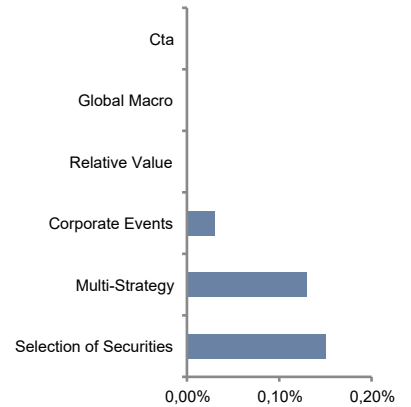 Cta
Global Macro
Relative Value
Corporate Events
Multi-Strategy
Selection of Securities
0,00% 0,10% 0,20%